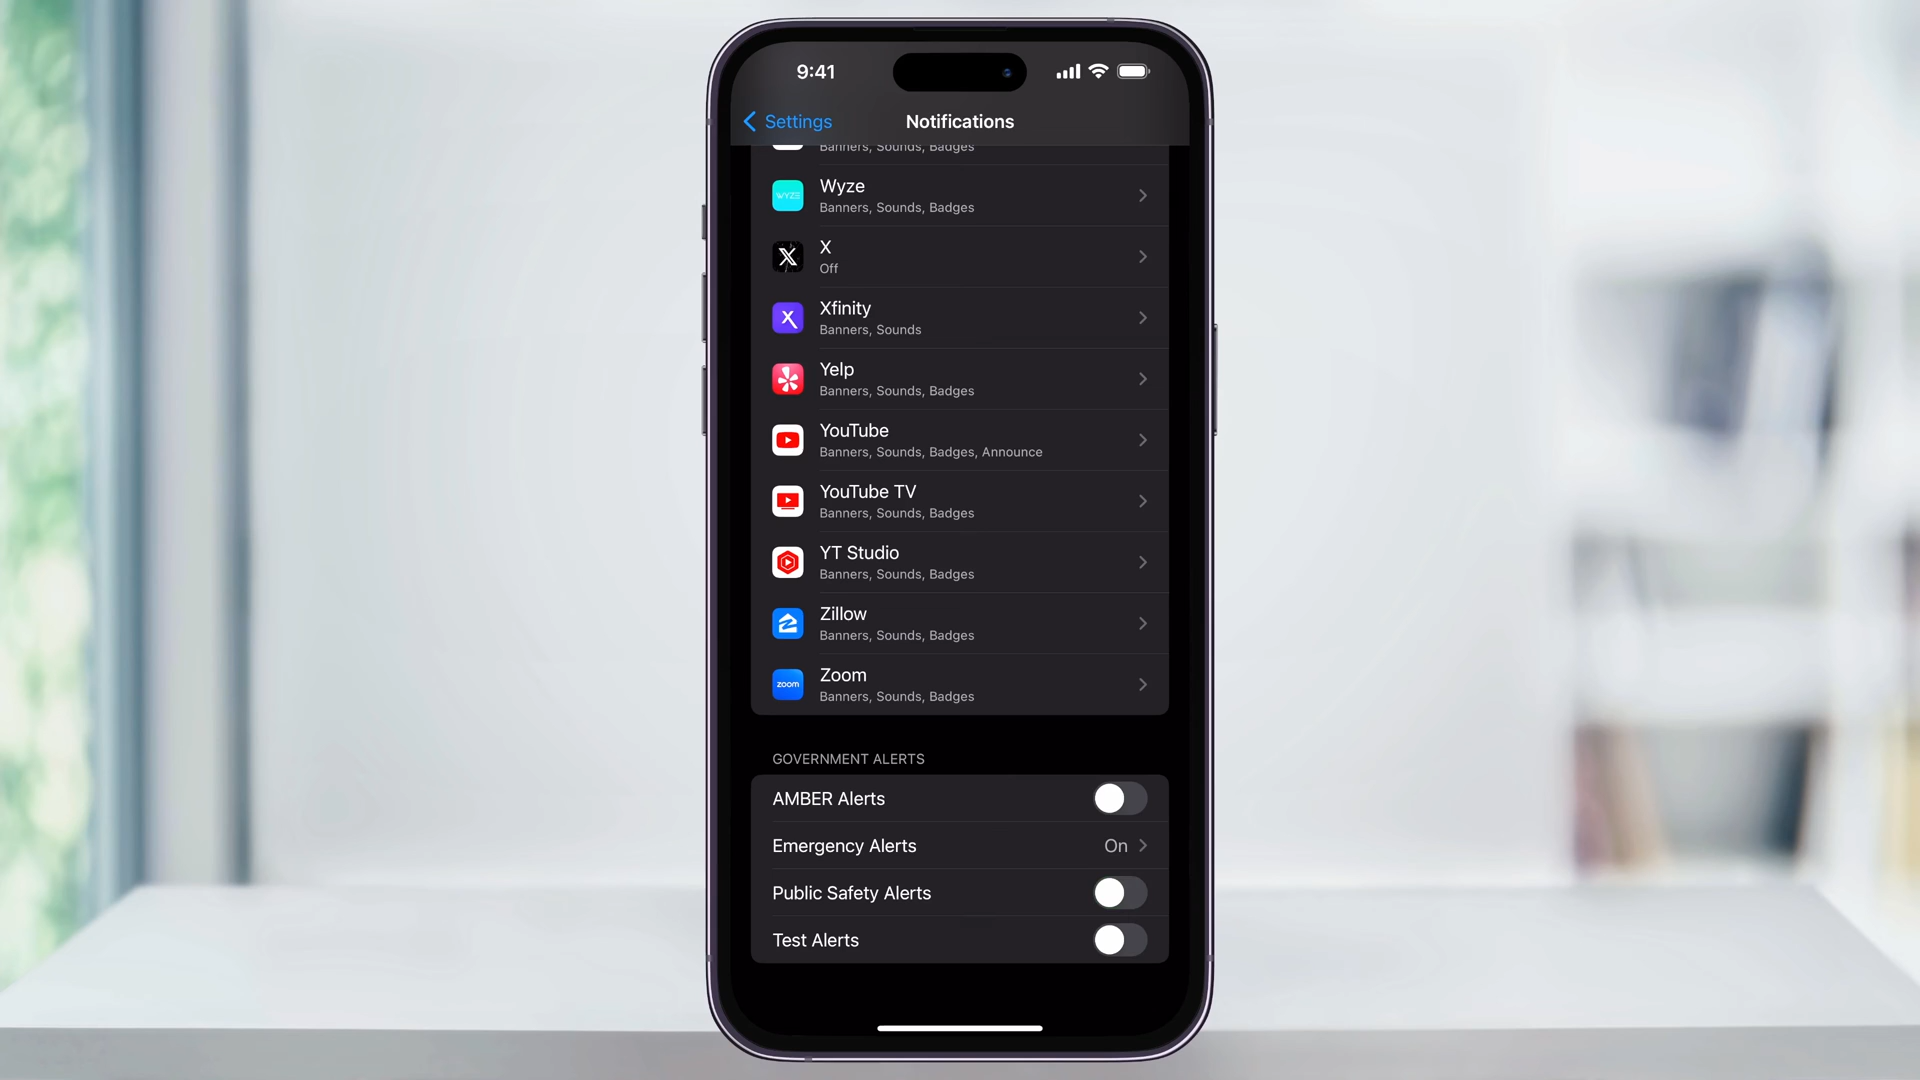 9:41
Settings
Notifications
Banners, Sounds, Badges
WYZE
Wyze
Banners, Sounds, Badges
X
Off
Xfinity
Banners, Sounds
Yelp
Banners, Sounds, Badges
YouTube
Banners, Sounds, Badges, Announce
YouTube TV
Banners, Sounds, Badges
YT Studio
Banners, Sounds, Badges
Zillow
Banners, Sounds, Badges
zoom
Zoom
Banners, Sounds, Badges
GOVERNMENT ALERTS
AMBER Alerts
Emergency Alerts
On
Public Safety Alerts
Test Alerts